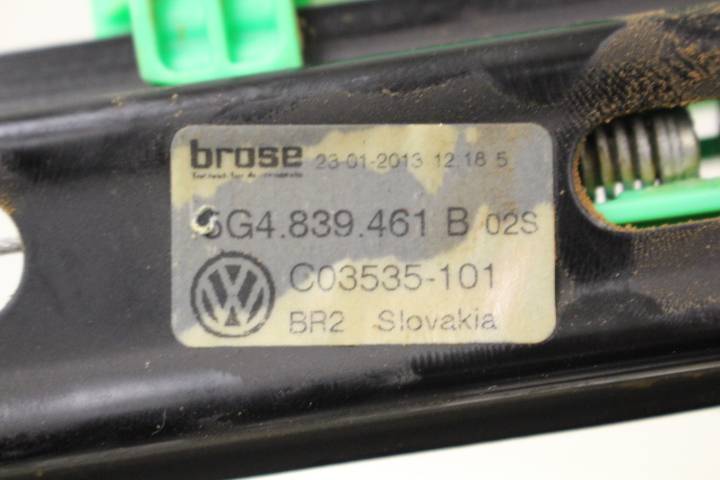 brose 23-01-2013 12.18 5
5G4.839.461 B 02S
C03535-101
BR2 Slovakia